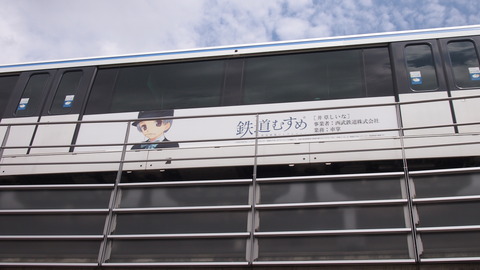 鉄道むすめ
[井草しいな]
事業者：西武鉄道株式会社
業務：車掌